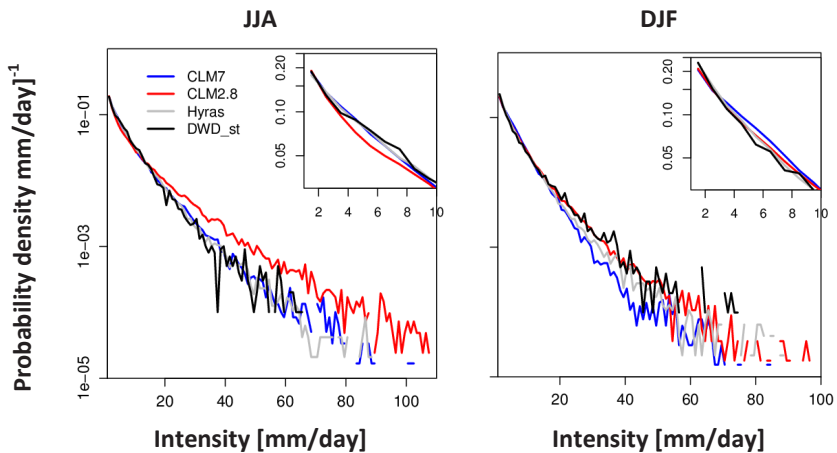 JJA
DJF
Probability density mm/day]-1
1e-01
1e-03
1e-05
CLM7
CLM2.8
Hyras
DWD_st
0.20
0.10
0.05
2 4 6 8 10
20 40 60 80 100
Intensity [mm/day]
0.20
0.10
0.05
2 4 6 8 10
20 40 60 80 100
Intensity [mm/day]